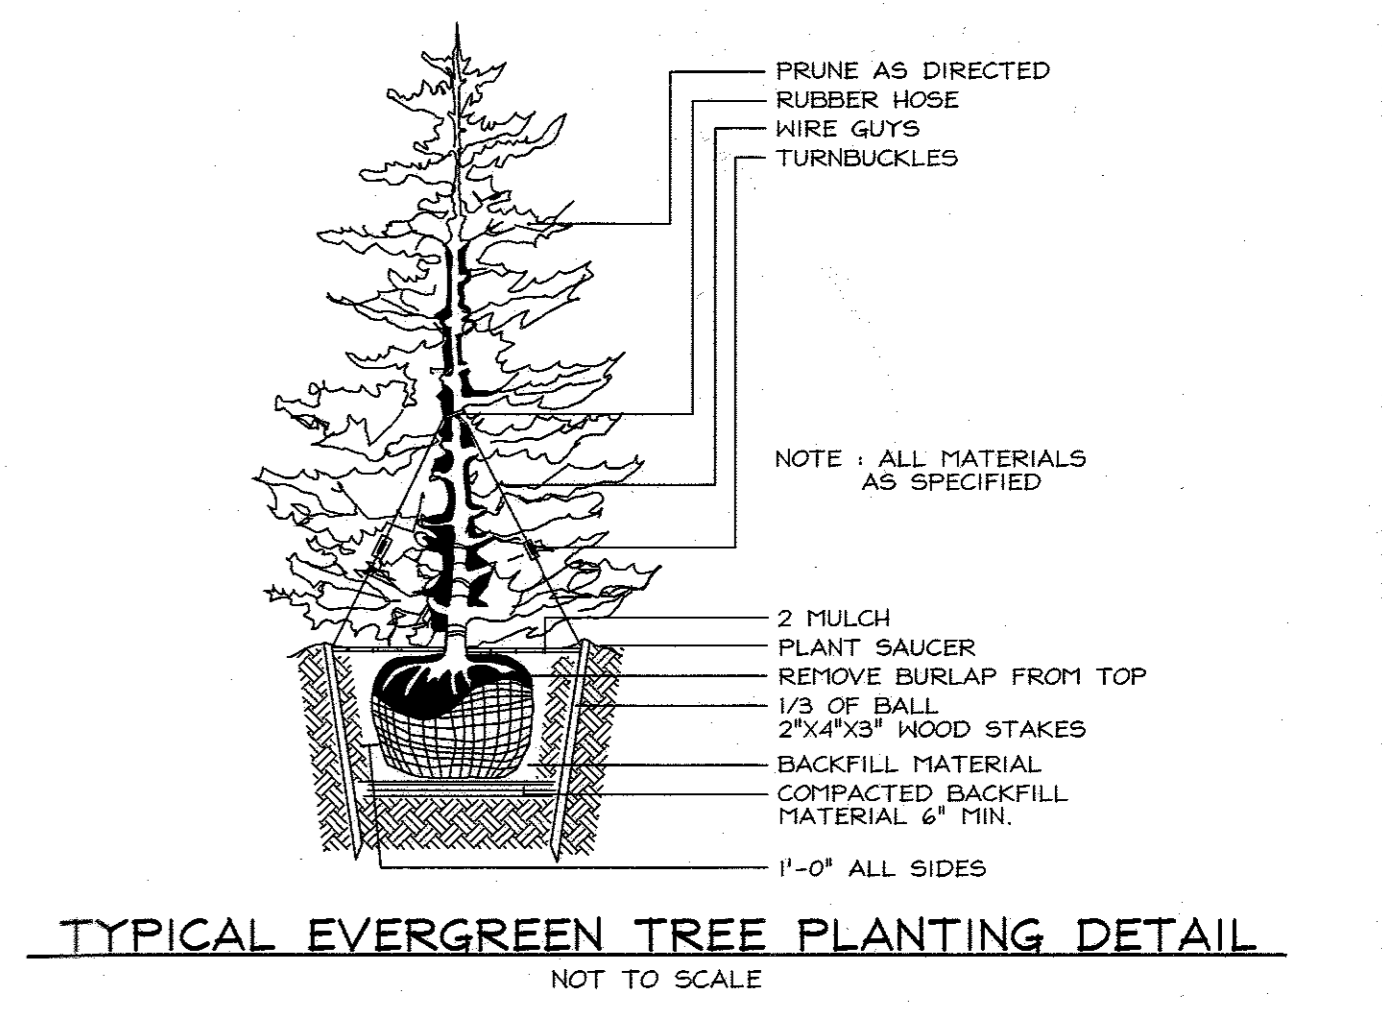 PRUNE AS DIRECTED
RUBBER HOSE
WIRE GUYS
TURNBUCKLES
NOTE : ALL MATERIALS
AS SPECIFIED
2 MULCH
PLANT SAUCER
REMOVE BURLAP FROM TOP
1/3 OF BALL
2"X4"X3" WOOD STAKES
BACKFILL MATERIAL
COMPACTED BACKFILL
MATERIAL 6" MIN.
1'-0" ALL SIDES
TYPICAL EVERGREEN TREE PLANTING DETAIL
NOT TO SCALE